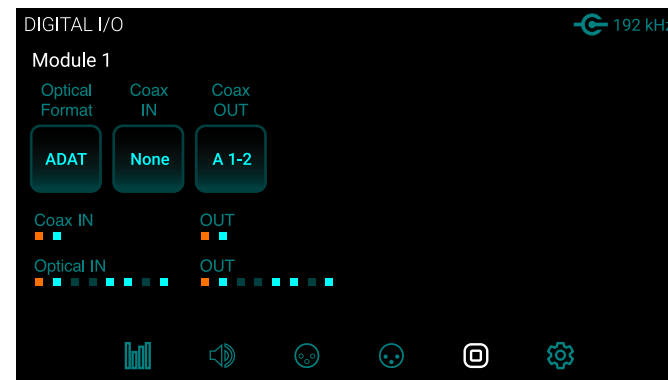 DIGITAL I/O
192 kHz
Module 1
Optical Format
Coax IN
Coax OUT
ADAT
None
A 1-2
Coax IN
OUT
Optical IN
OUT